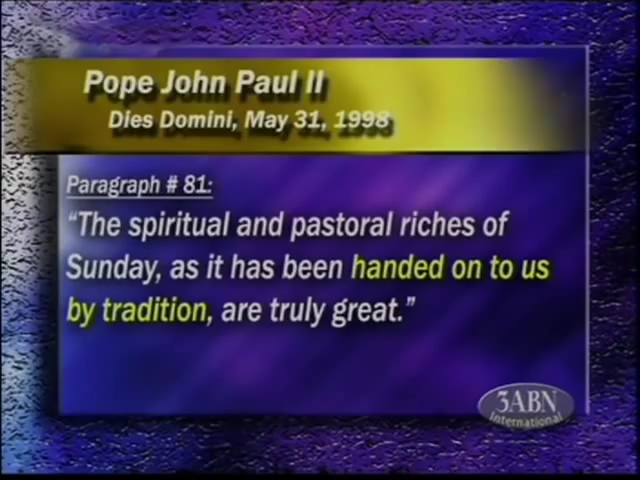 Pope John Paul II
Dies Domini, May 31, 1998
Paragraph # 81:
“The spiritual and pastoral riches of
Sunday, as it has been handed on to us
by tradition, are truly great.”
3ABN
International